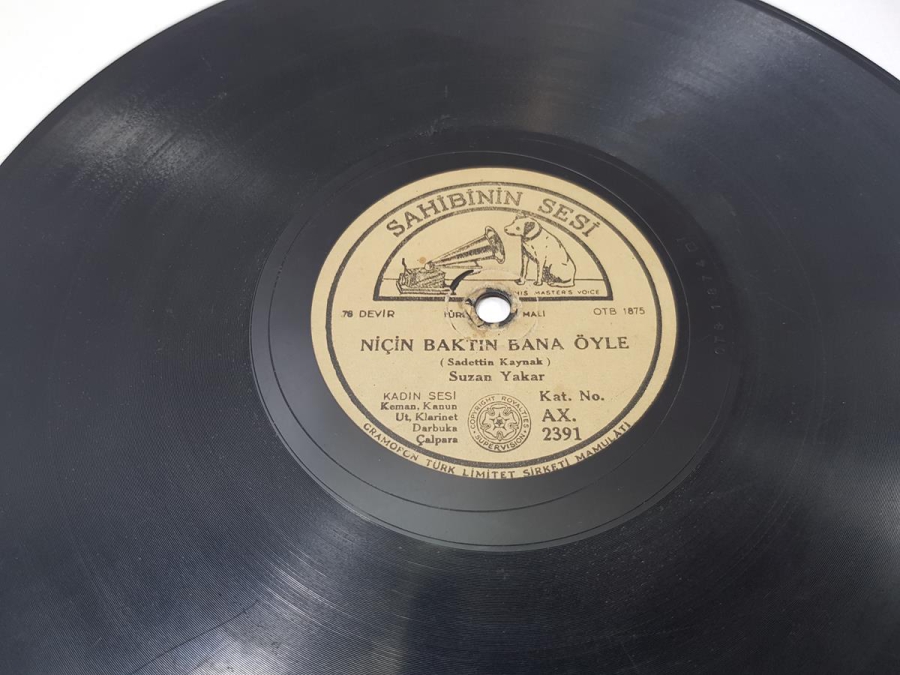 SAHİBİNİN SESİ
HIS MASTER'S VOICE
78 DEVİR
MALI
OTB 1875
NİÇİN BAKTIN BANA ÖYLE
(Sadettin Kaynak)
Suzan Yakar
KADIN SESİ
Keman, Kanun
Ut, Klarinet
Darbuka
Çalpara
COPYRIGHT ROYALTIES
SUPERVISION
Kat. No.
AX.
2391
GRAMOFON TÜRK LİMİTET ŞİRKETİ MAMULÂTI